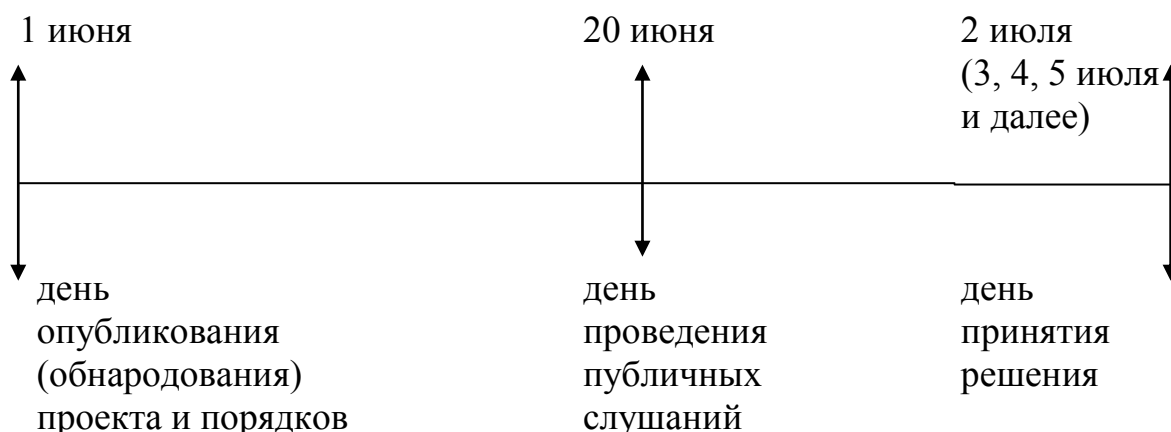 1 июня
20 июня
2 июля
(3, 4, 5 июля
и далее)
день
опубликования
(обнародования)
проекта и порядков
день
проведения
публичных
слушаний
день
принятия
решения